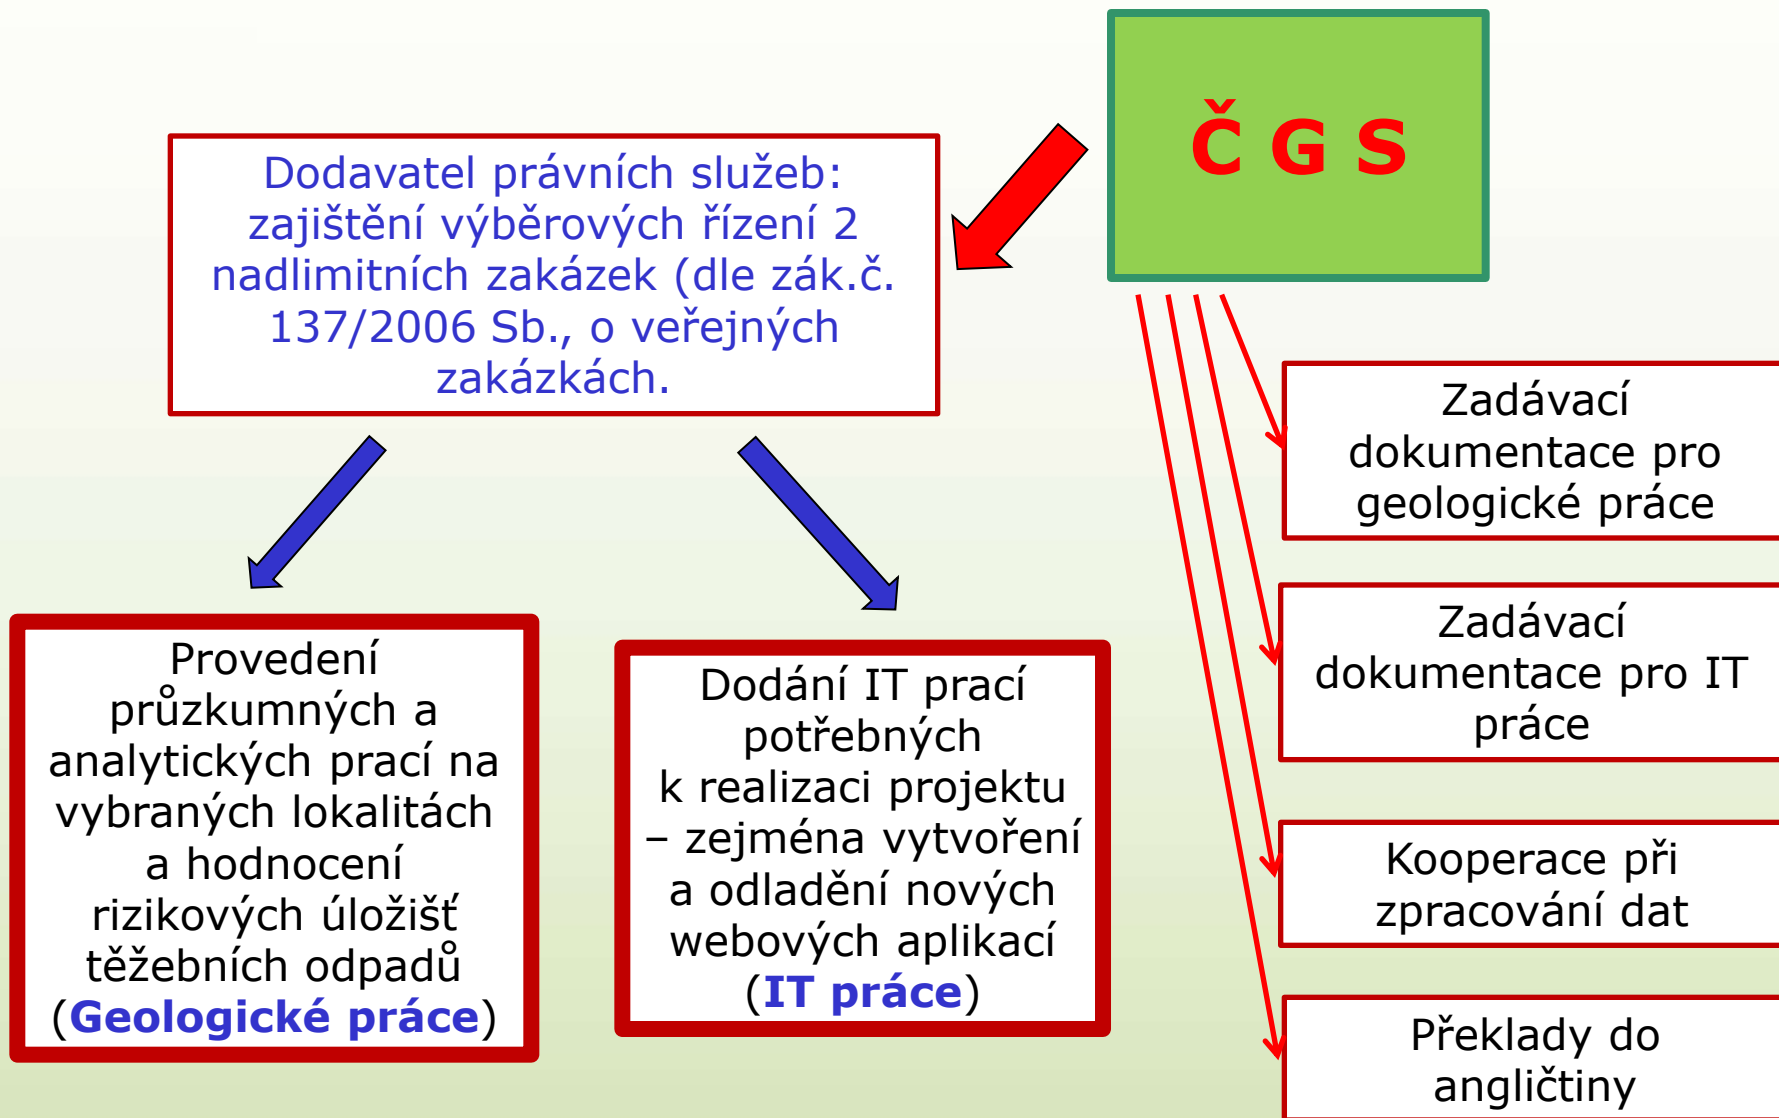 Č G S
Dodavatel právních služeb:
zajištění výběrových řízení 2
nadlimitních zakázek (dle zák.č.
137/2006 Sb., o veřejných
zakázkách.
Zadávací
dokumentace pro
geologické práce
Zadávací
dokumentace pro IT
práce
Kooperace při
zpracování dat
Překlady do
angličtiny
Provedení
průzkumných a
analytických prací na
vybraných lokalitách
a hodnocení
rizikových úložišť
těžebních odpadů
(Geologické práce)
Dodání IT prací
potřebných
k realizaci projektu
– zejména vytvoření
a odladění nových
webových aplikací
(IT práce)